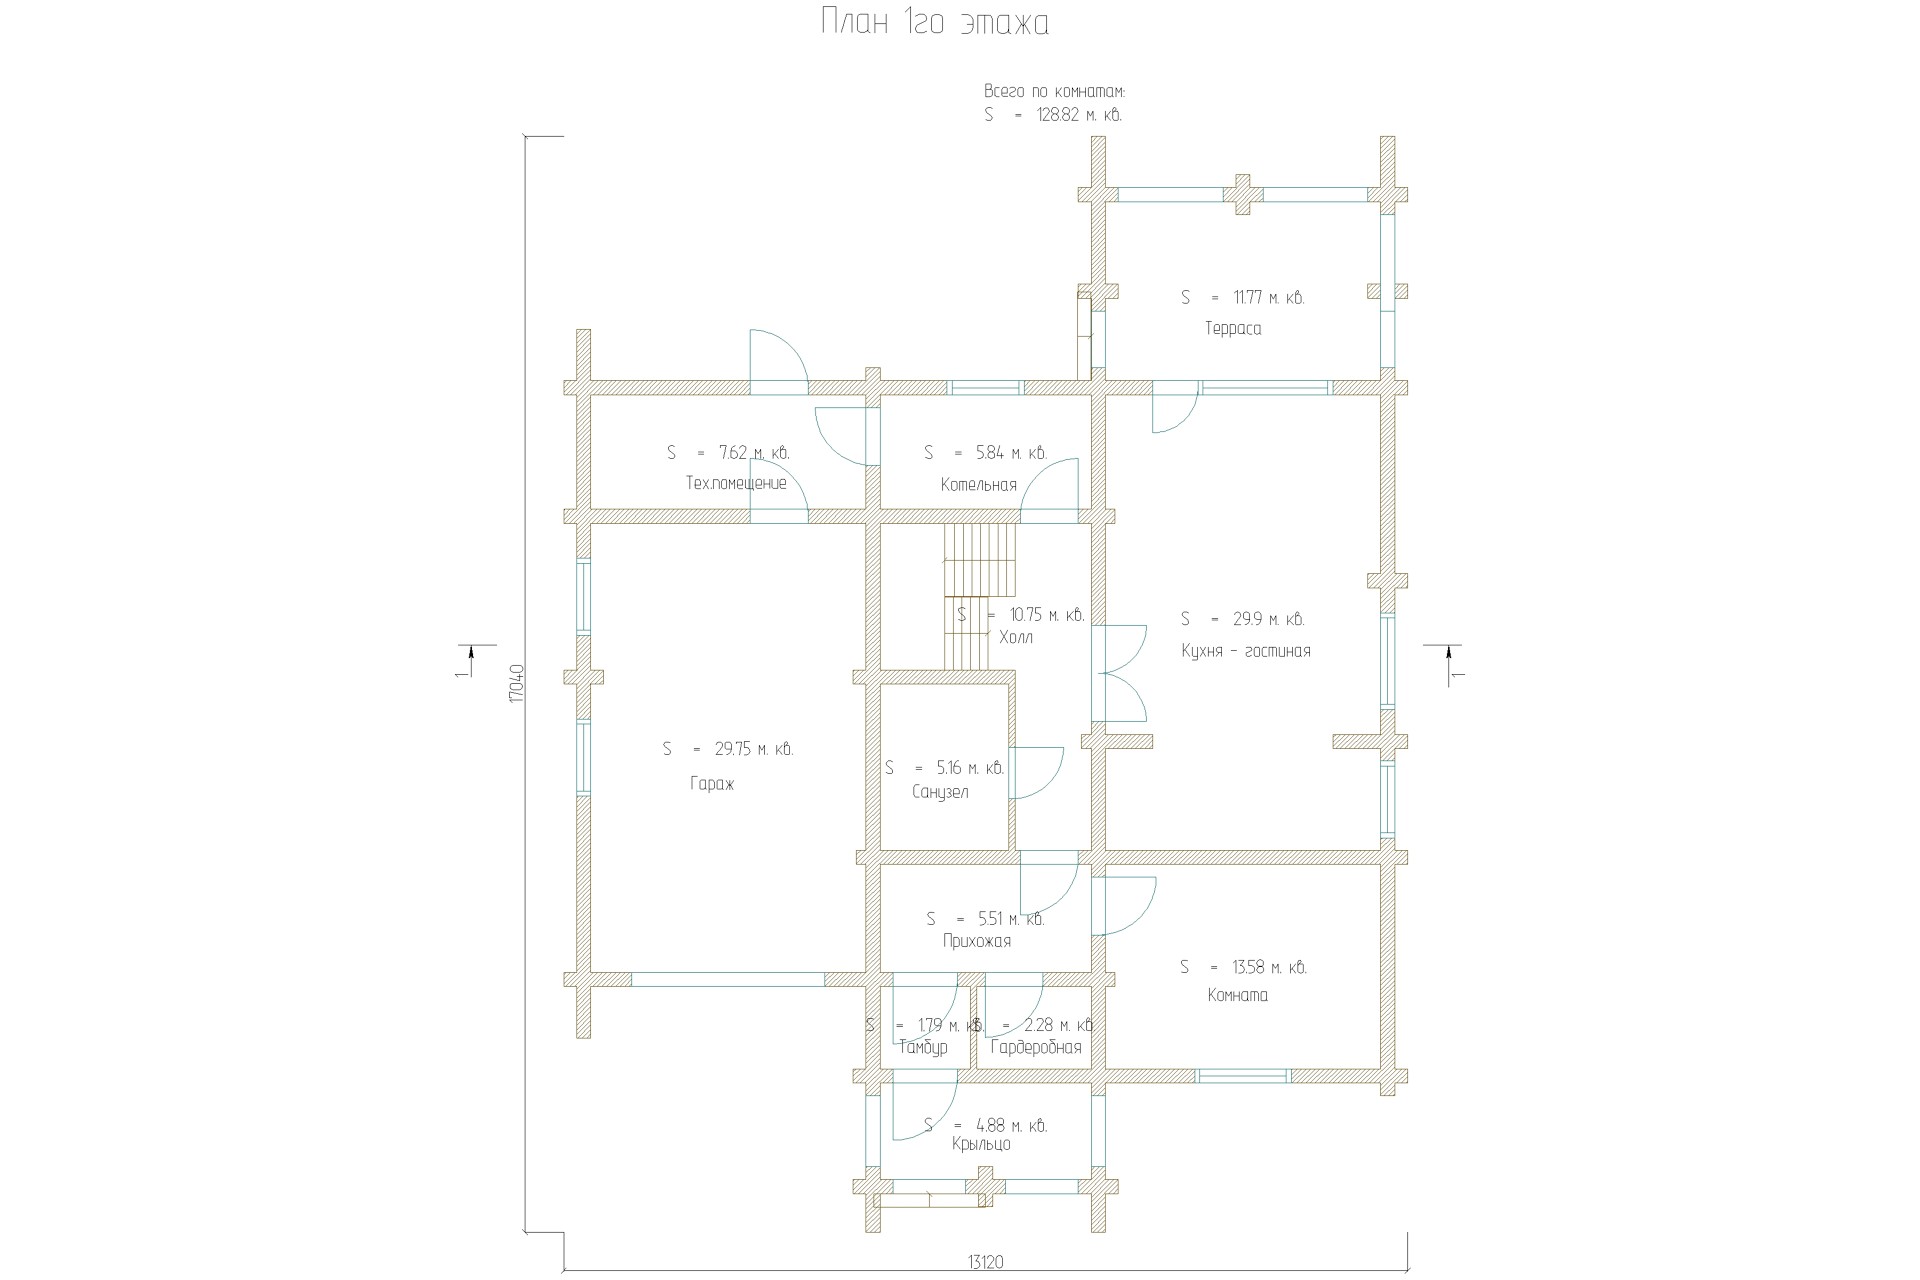 План 1го этажа
Всего по комнатам:
S = 128.82 м. кв.
S = 11.77 м. кв.
Терраса
S = 7.62 м. кв.
Тех.помещение
S = 5.84 м. кв.
Котельная
S = 10.75 м. кв.
Холл
S = 29.9 м. кв.
Кухня - гостиная
1
1
17040
S = 29.75 м. кв.
Гараж
S = 5.16 м. кв.
Санузел
S = 5.51 м. кв.
Прихожая
S = 13.58 м. кв.
Комната
S = 1.79 м. кв.
Тамбур
S = 2.28 м. кв.
Гардеробная
S = 4.88 м. кв.
Крыльцо
13120